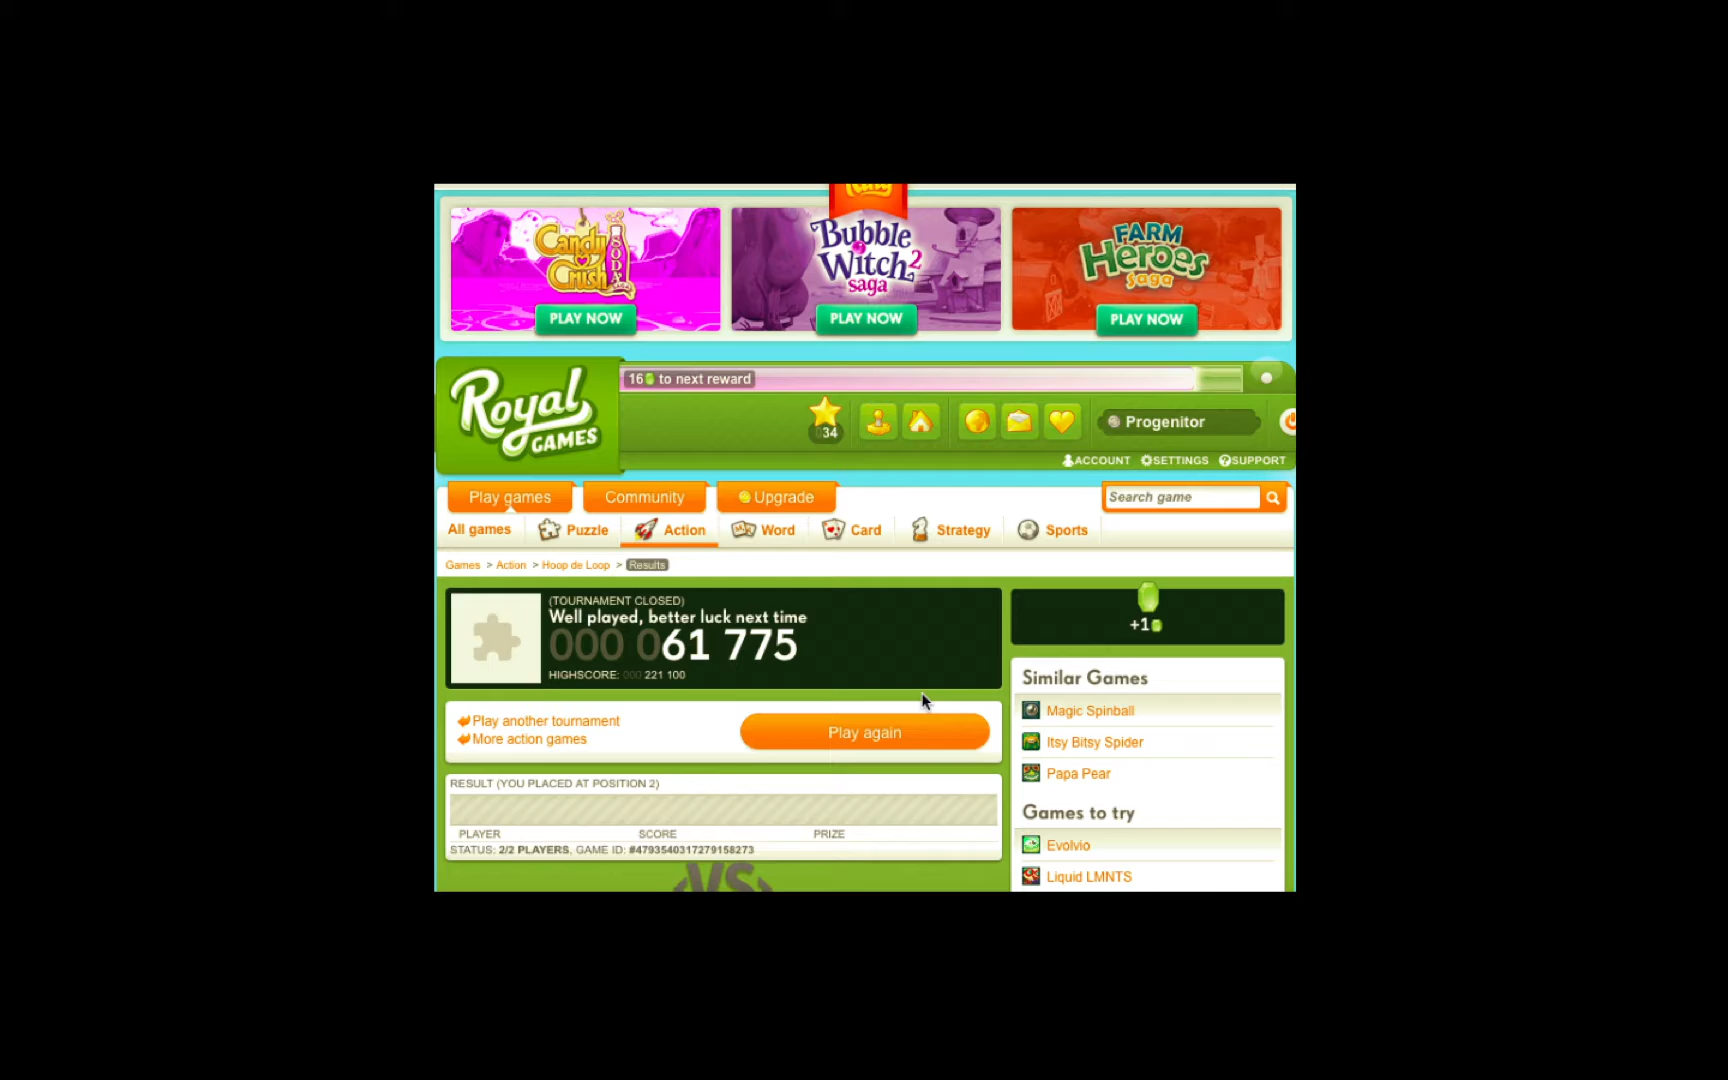 Candy
Crush
SODA
SAGA
PLAY NOW
Bubble
Witch 2
saga
PLAY NOW
FARM
Heroes
saga
PLAY NOW
Royal
GAMES
16 to next reward
34
Progenitor
ACCOUNT SETTINGS SUPPORT
Play games Community Upgrade Search game
All games Puzzle Action Word Card Strategy Sports
Games > Action > Hoop de Loop > Results
(TOURNAMENT CLOSED)
Well played, better luck next time
000 061 775
HIGHSCORE: 000 221 100
+1
Play another tournament
More action games
Play again
RESULT (YOU PLACED AT POSITION 2)
PLAYER SCORE PRIZE
STATUS: 2/2 PLAYERS, GAME ID: #4793540317279158273
VS
Similar Games
Magic Spinball
Itsy Bitsy Spider
Papa Pear
Games to try
Evolvio
Liquid LMNTS